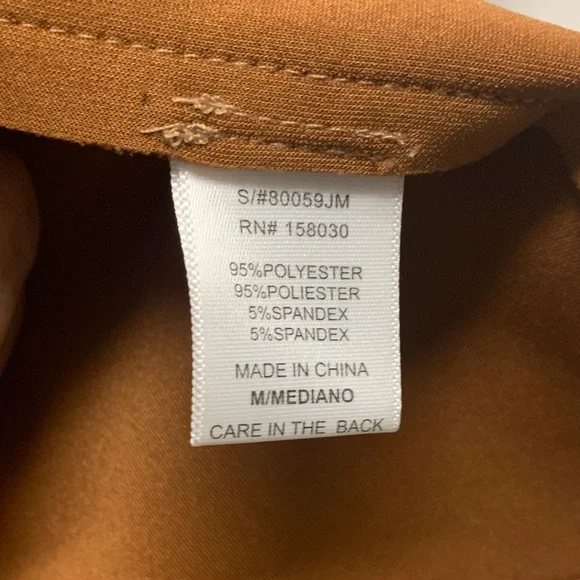 S/#80059JM
RN# 158030
95%POLYESTER
95%POLIESTER
5%SPANDEX
5%SPANDEX
MADE IN CHINA
M/MEDIANO
CARE IN THE BACK